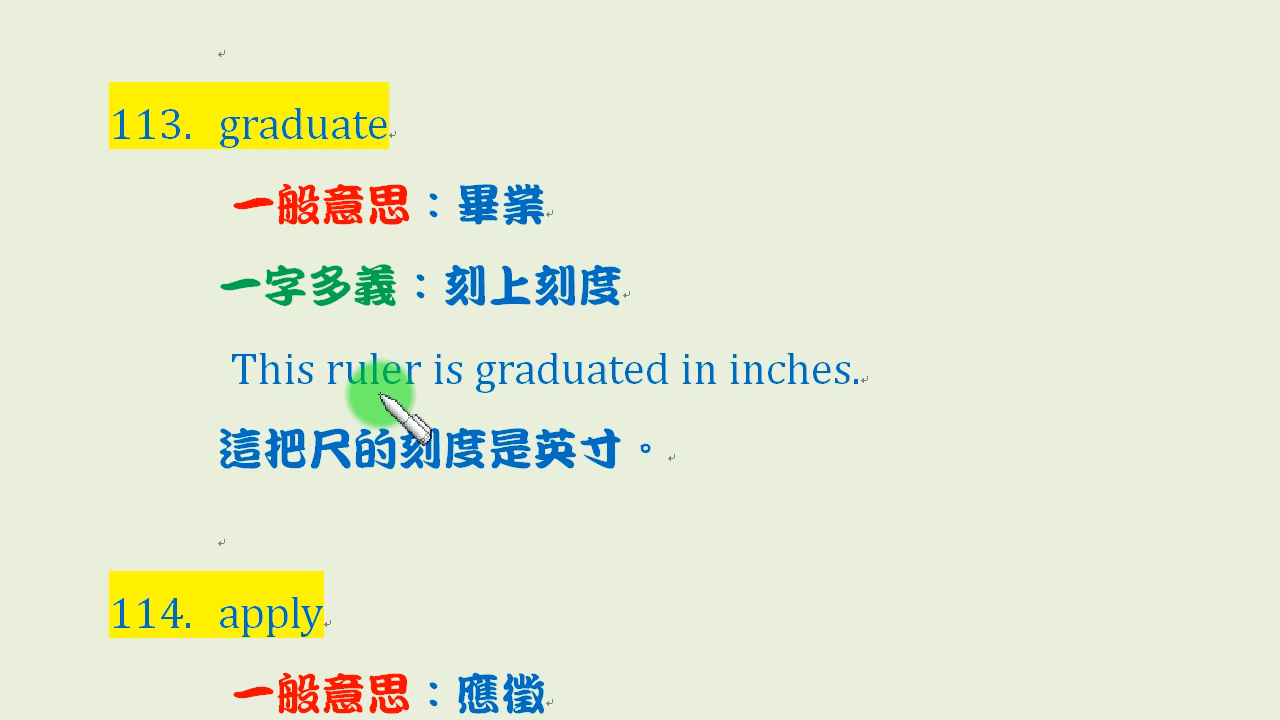 113. graduate
一般意思：畢業
一字多義：刻上刻度
This ruler is graduated in inches.
這把尺的刻度是英寸。
114. apply
一般意思：應徵